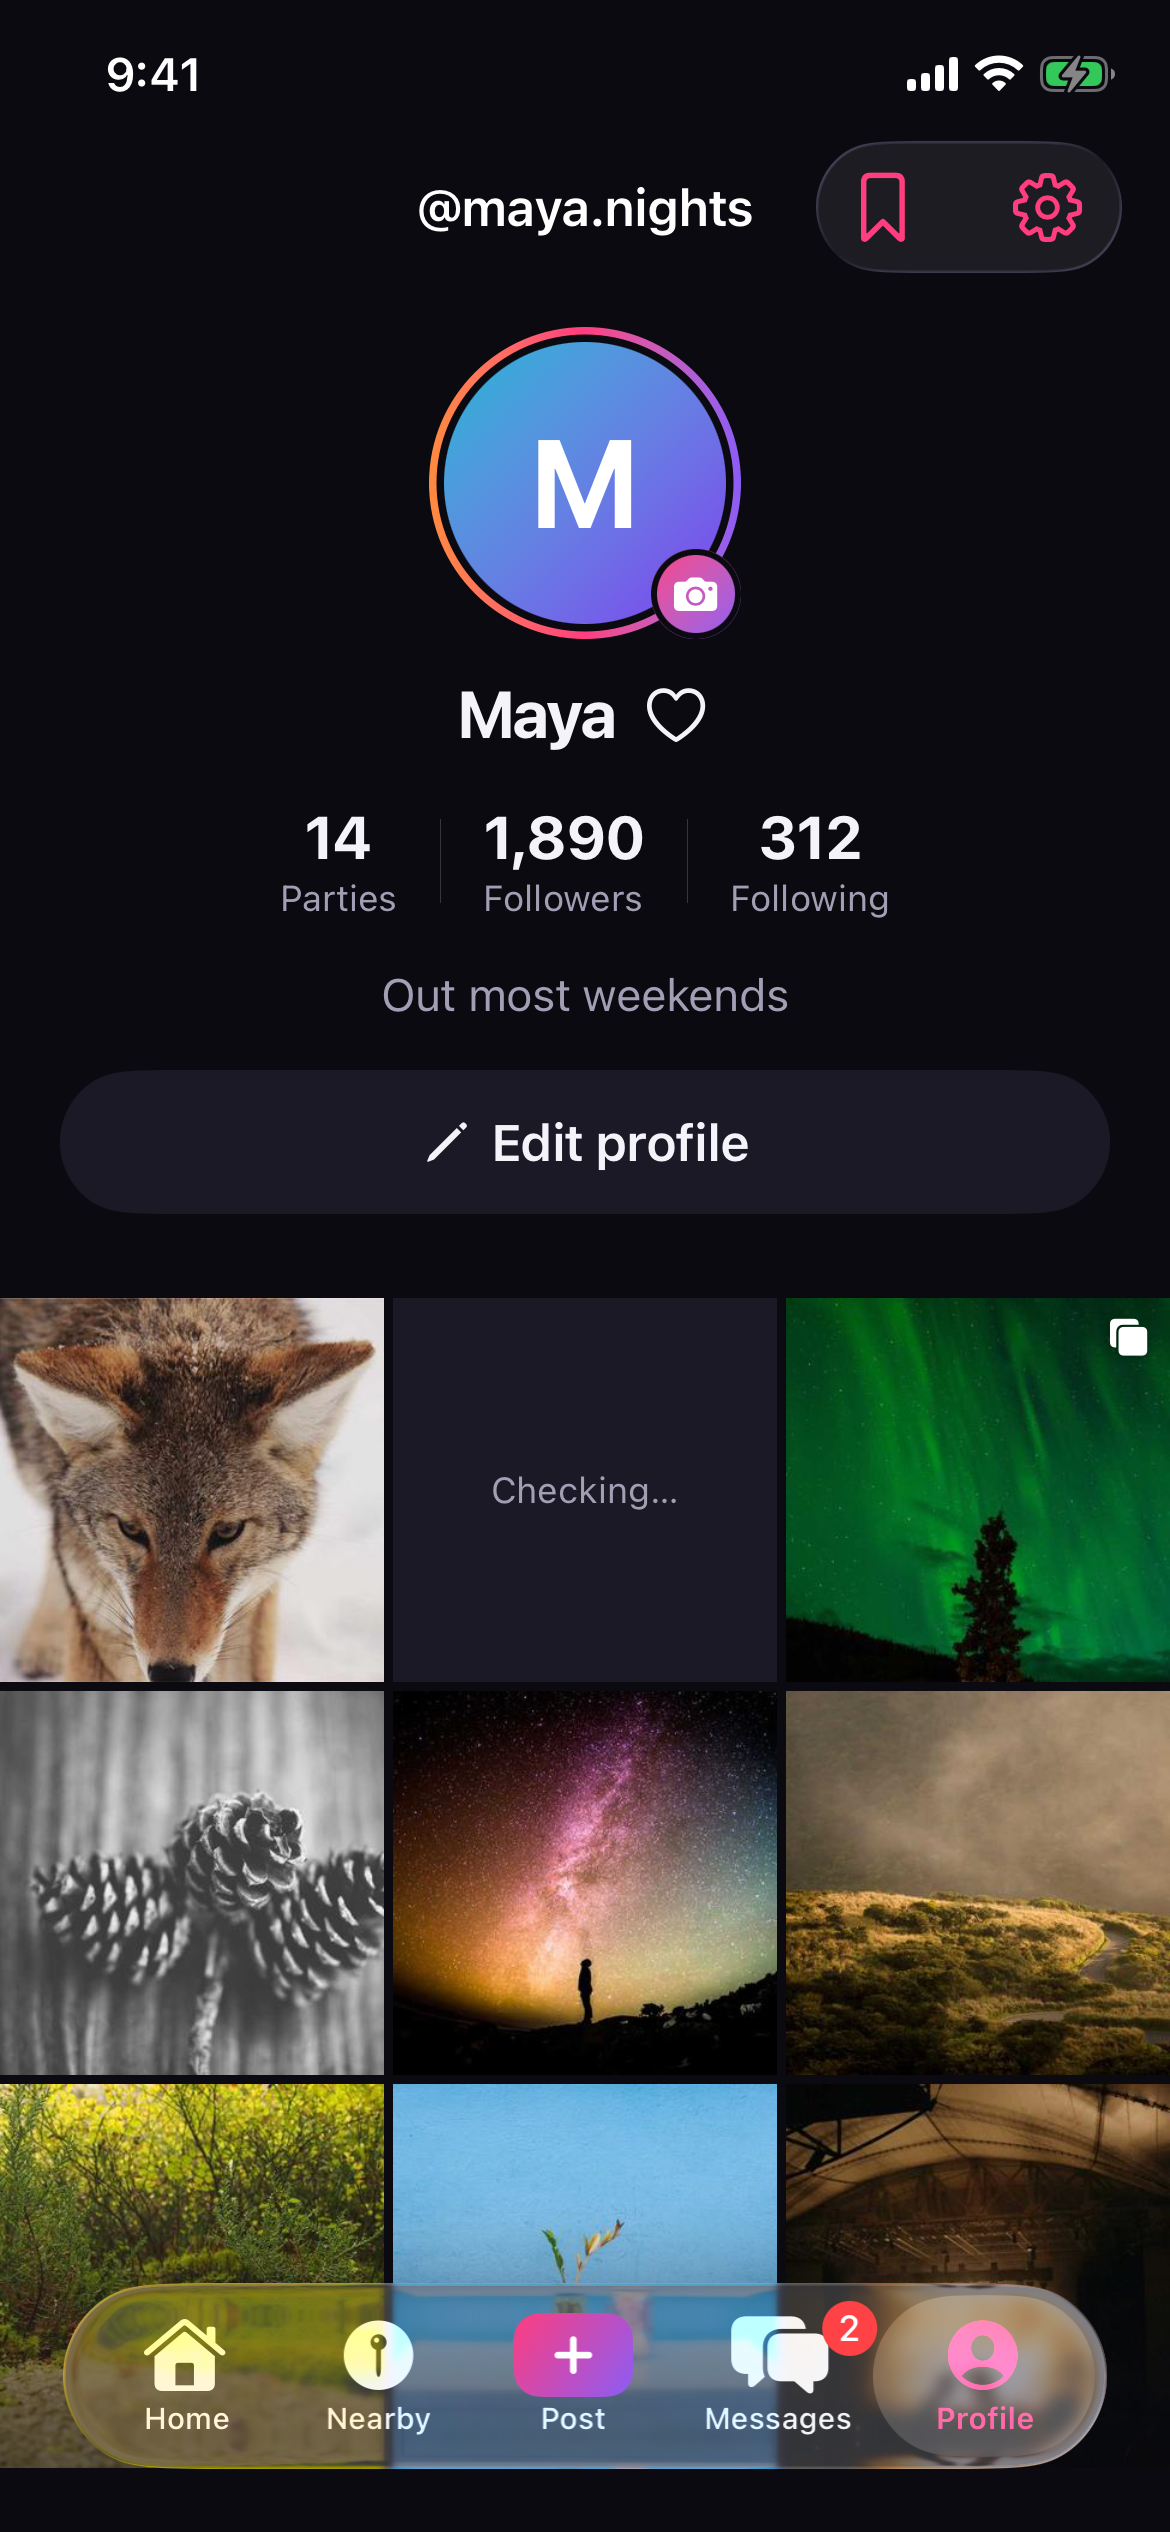 9:41
@maya.nights
M
Maya
14 1,890 312
Parties Followers Following
Out most weekends
Edit profile
Checking...
2
Home Nearby Post Messages Profile